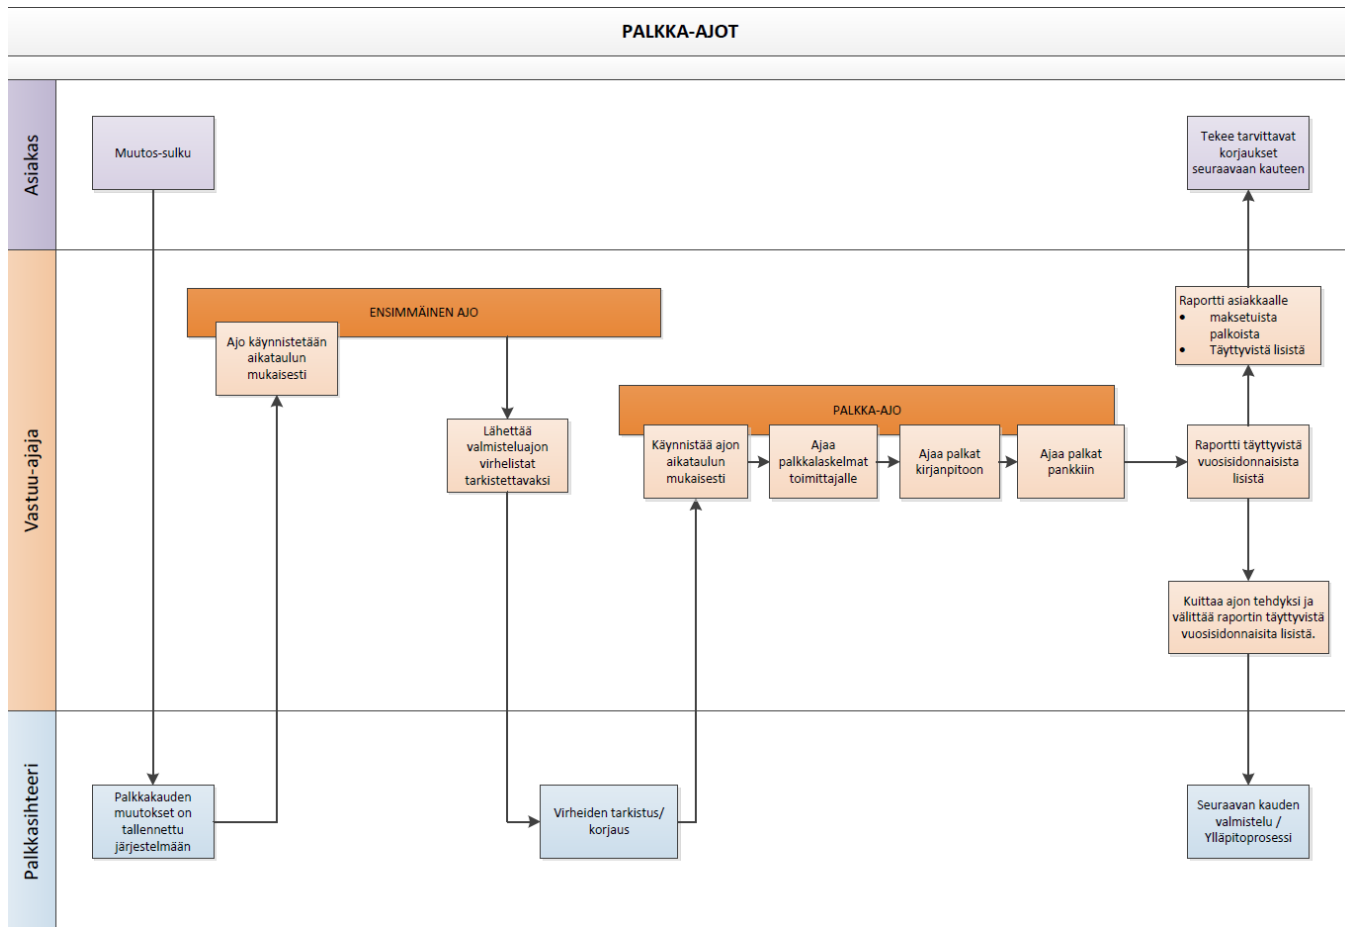 PALKKA-AJOT
Asiakas
Muutos-sulku
Tekee tarvittavat
korjaukset
seuraavaan kauteen
Vastuu-ajaja
ENSIMMÄINEN AJO
Ajo käynnistetään
aikataulun
mukaisesti
Lähettää
valmisteluajon
virhelistat
tarkistettavaksi
PALKKA-AJO
Käynnistää ajon
aikataulun
mukaisesti
Ajaa
palkkalaskelmat
toimittajalle
Ajaa palkat
kirjanpitoon
Ajaa palkat
pankkiin
Raportti asiakkaalle
• maksetuista
palkoista
• Täyttyvistä lisistä
Raportti täyttyvistä
vuosisidonnaisista
lisistä
Kuittaa ajon tehdyksi ja
välittää raportin täyttyvistä
vuosisidonnaisita lisistä.
Palkkasihteeri
Palkkakauden
muutokset on
tallennettu
järjestelmään
Virheiden tarkistus/
korjaus
Seuraavan kauden
valmistelu /
Ylläpitoprosessi